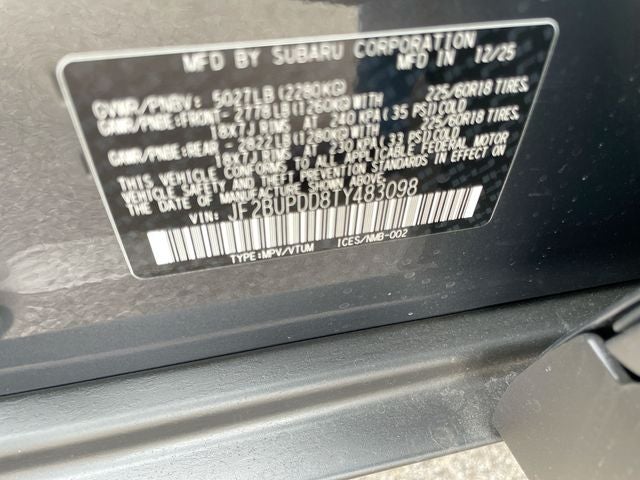 MFD BY SUBARU CORPORATION MFD IN 12/25
GVWR/PNBV: 5027LB(2280KG)
GAWR/PNBE:FRONT-2778LB(1260KG)WITH 225/60R18 TIRES,
18X7J RIMS AT 240 KPA(35 PSI)COLD
GAWR/PNBE:REAR -2822LB(1280KG)WITH 225/60R18 TIRES,
18X7J RIMS AT 230 KPA(33 PSI)COLD
THIS VEHICLE CONFORMS TO ALL APPLICABLE FEDERAL MOTOR
VEHICLE SAFETY AND THEFT PREVENTION STANDARDS IN EFFECT
ON THE DATE OF MANUFACTURE SHOWN ABOVE.
VIN: JF2BUPDD8TY483098
TYPE:MPV/VTUM ICES/NMB-002